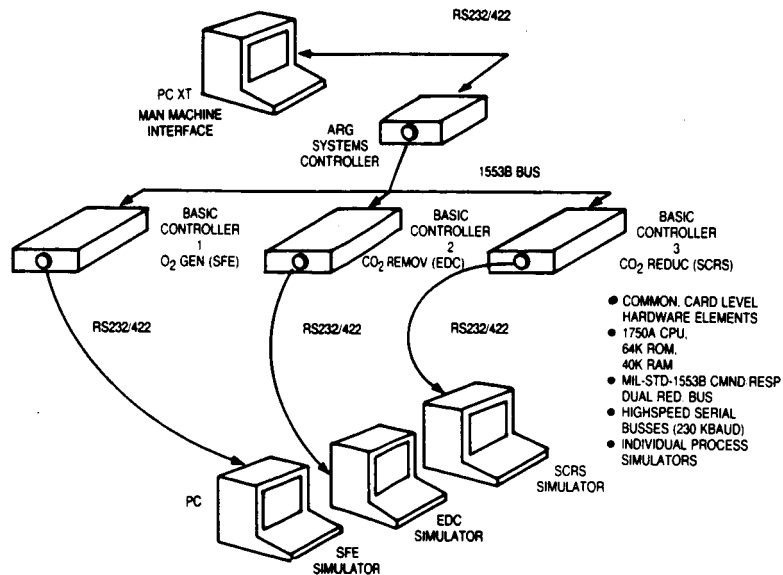 RS232/422
PC XT
MAN MACHINE
INTERFACE
ARG
SYSTEMS
CONTROLLER
1553B BUS
BASIC
CONTROLLER
1
O₂ GEN (SFE)
BASIC
CONTROLLER
2
CO₂ REMOV (EDC)
BASIC
CONTROLLER
3
CO₂ REDUC (SCRS)
RS232/422
RS232/422
RS232/422
● COMMON, CARD LEVEL
HARDWARE ELEMENTS
● 1750A CPU,
64K ROM,
40K RAM
● MIL-STD-1553B CMND RESP
DUAL RED. BUS
● HIGHSPEED SERIAL
BUSSES (230 KBAUD)
● INDIVIDUAL PROCESS
SIMULATORS
PC
SFE
SIMULATOR
EDC
SIMULATOR
SCRS
SIMULATOR